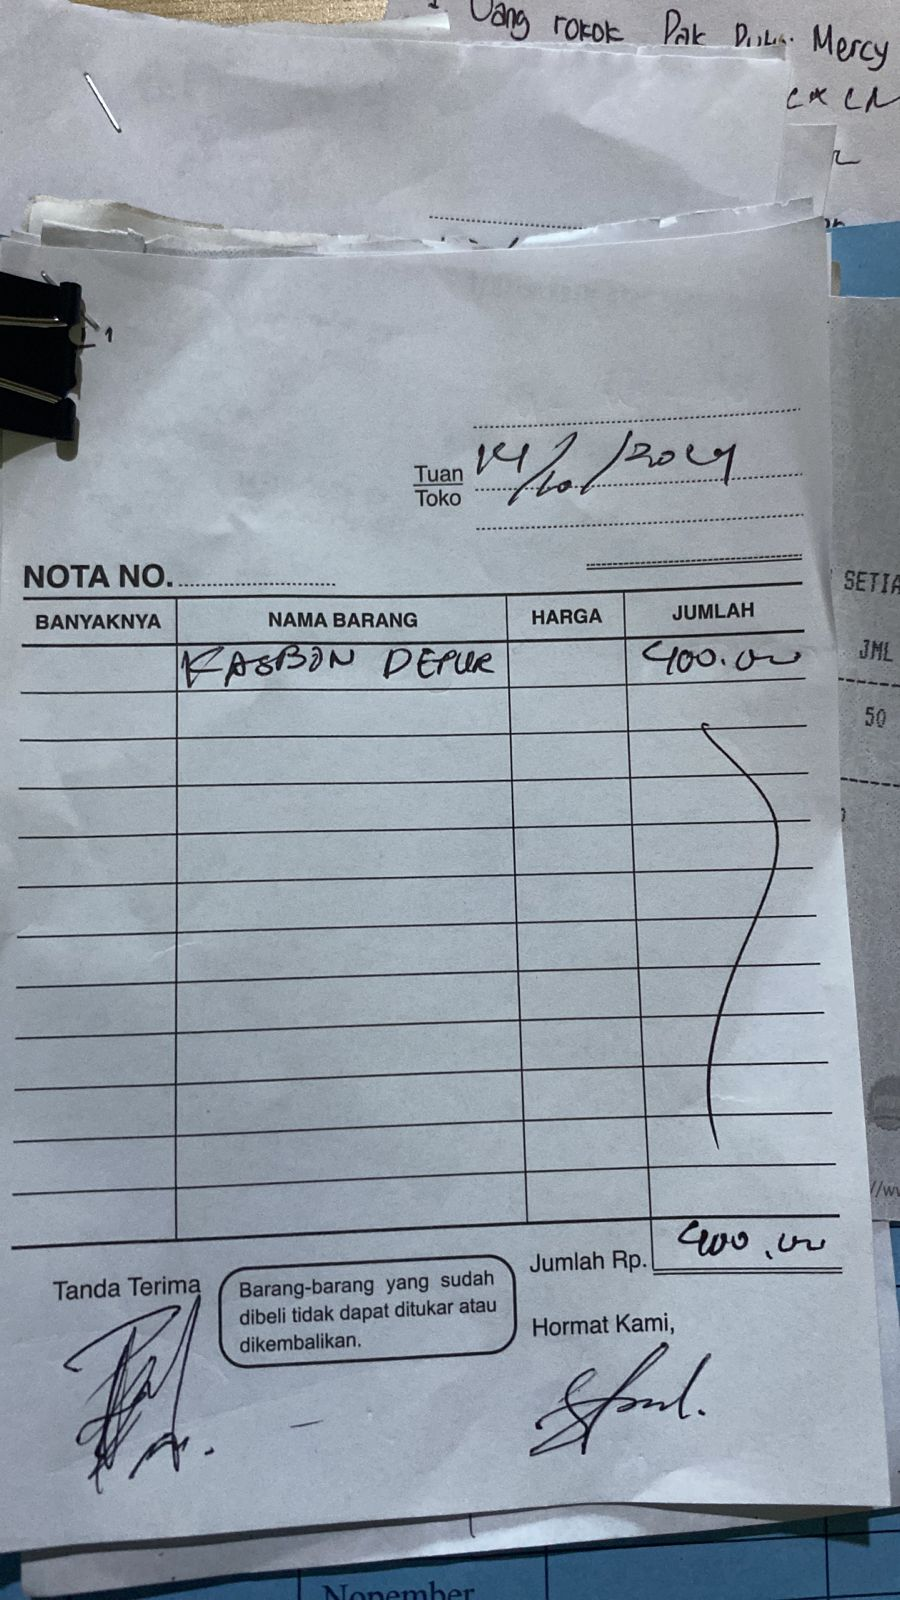 Uang rokok Pak Mercy
Tuan
Toko
14/10/2024
NOTA NO.
BANYAKNYA NAMA BARANG HARGA JUMLAH
KASBON DEPUR 400.000
Jumlah Rp. 400.000
Tanda Terima
Barang-barang yang sudah
dibeli tidak dapat ditukar atau
dikembalikan.
Hormat Kami,
SETIA
JML
50
Nopember